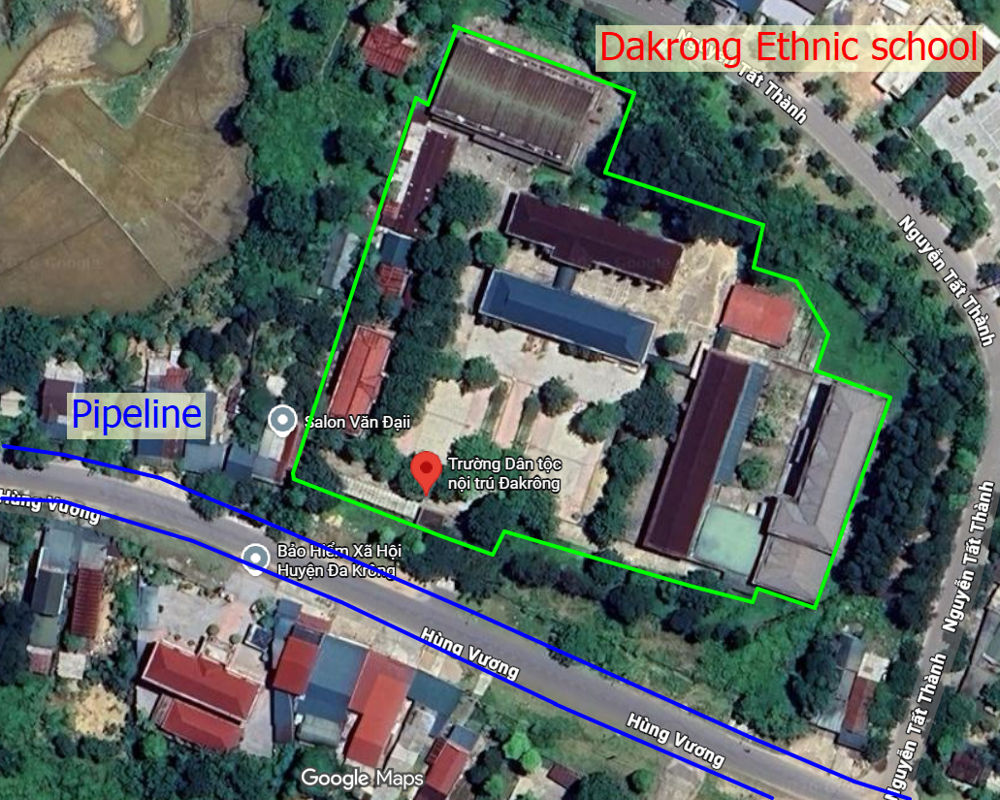 Dakrong Ethnic school
Nguyễn Tất Thành
Nguyễn Tất Thành
Pipeline
Salon Văn Đạii
Trường Dân tộc
nội trú Đakrông
Hùng Vương
Bảo Hiểm Xã Hội
Huyện Đa Krông
Nguyễn Tất Thành
Hùng Vương
Nguyễn Tất Thành
Hùng Vương
Google Maps